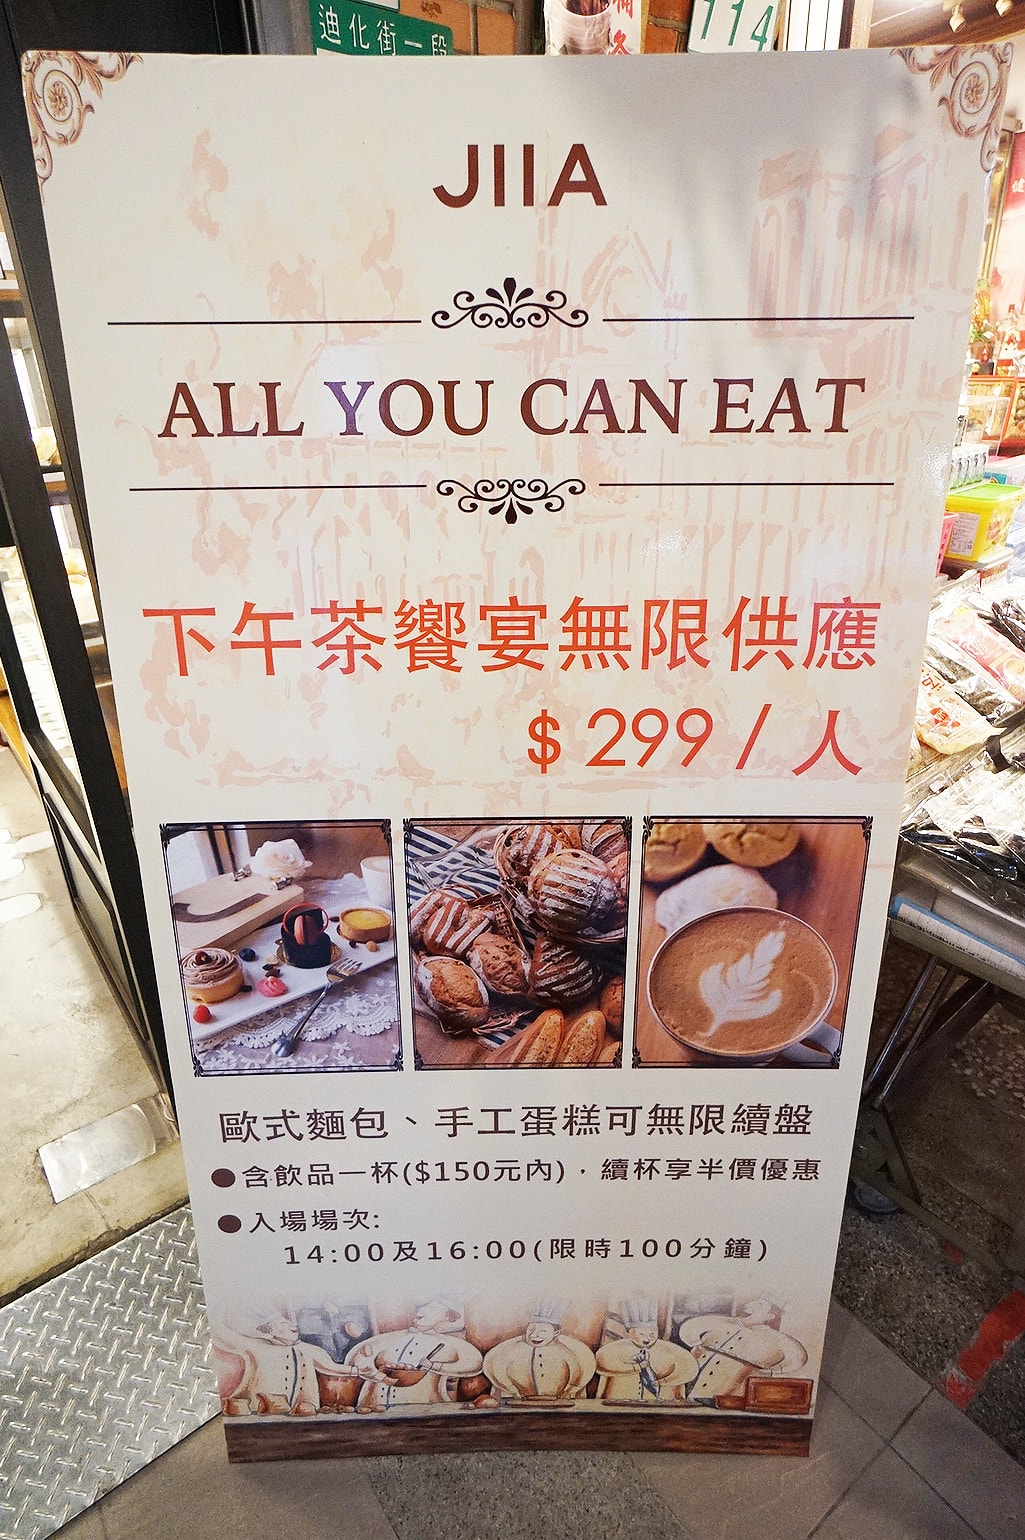 迪化街一段
114
JIIA
ALL YOU CAN EAT
下午茶饗宴無限供應
$ 299 / 人
歐式麵包、手工蛋糕可無限續盤
●含飲品一杯($150元內)，續杯享半價優惠
●入場場次:
14:00及16:00(限時100分鐘)